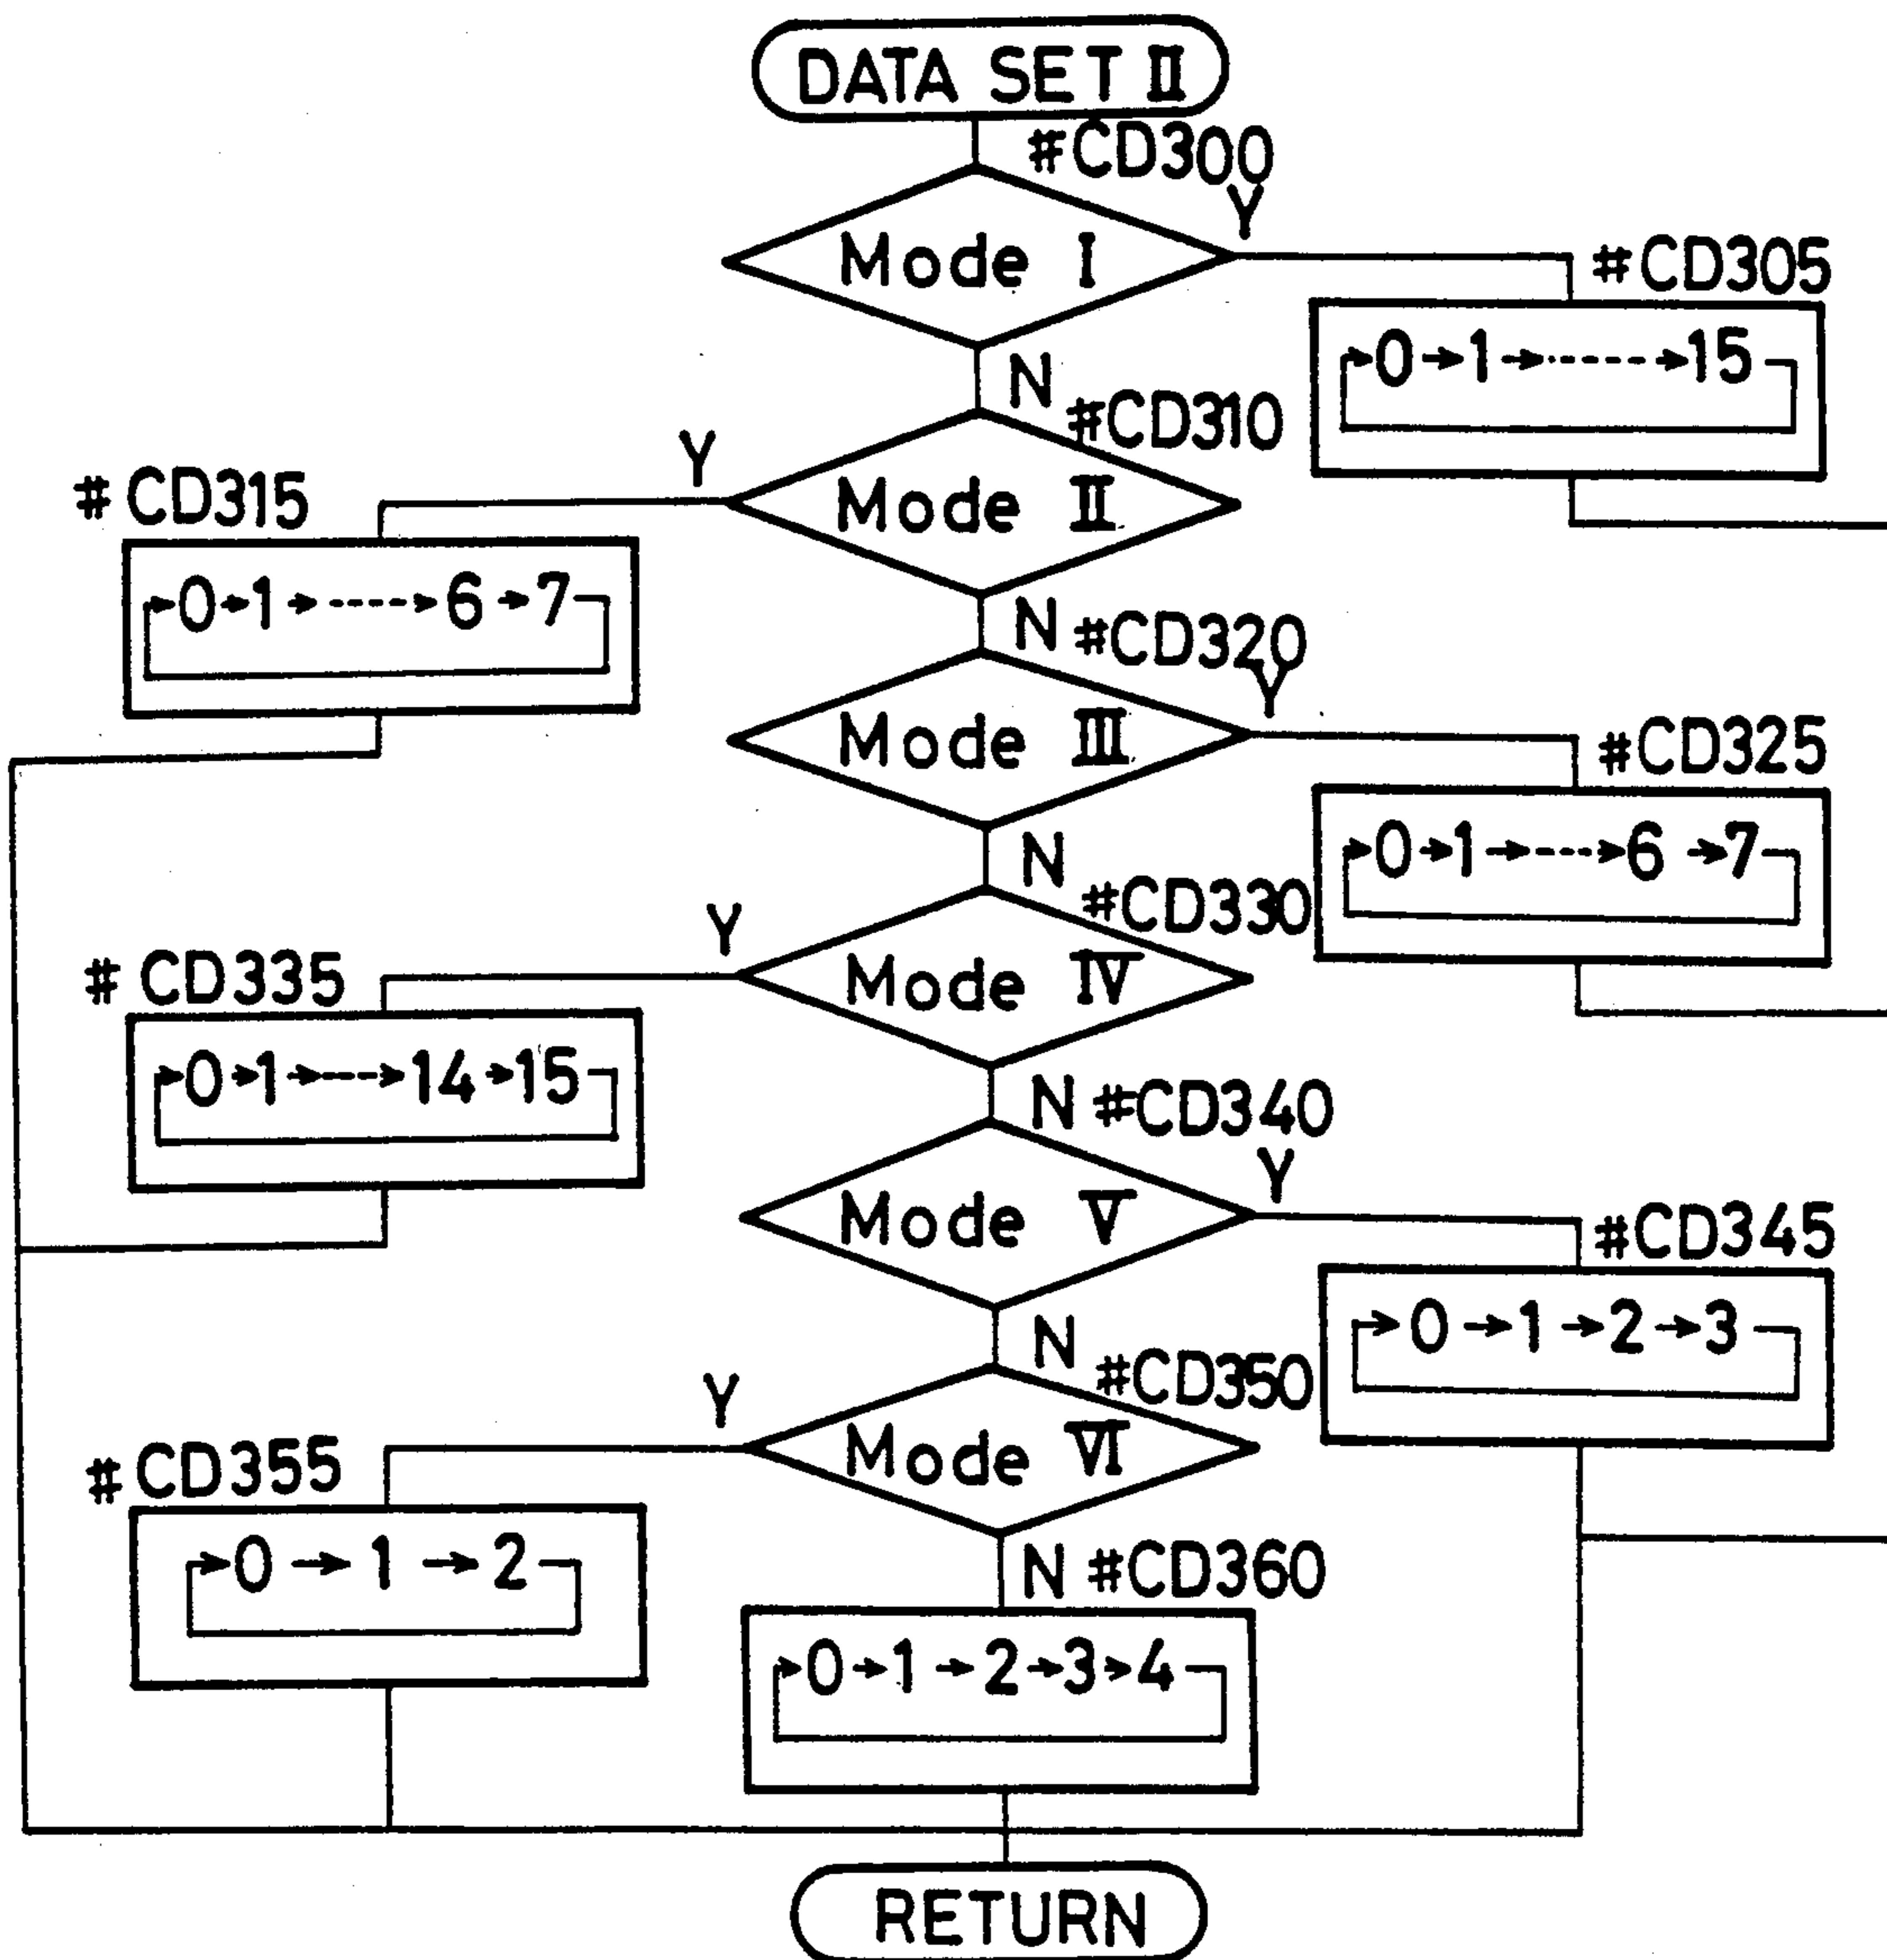 DATA SET II
#CD300
Y
Mode I
#CD305
0→1→------→15
N
#CD310
Y
#CD315
Mode II
0→1→----→6→7
N #CD320
Y
Mode III
#CD325
0→1→----→6→7
N
#CD330
Y
#CD335
Mode IV
0→1→---→14→15
N #CD340
Y
Mode V
#CD345
0→1→2→3
N
#CD350
Y
#CD355
Mode VI
0→1→2
N #CD360
0→1→2→3→4
RETURN